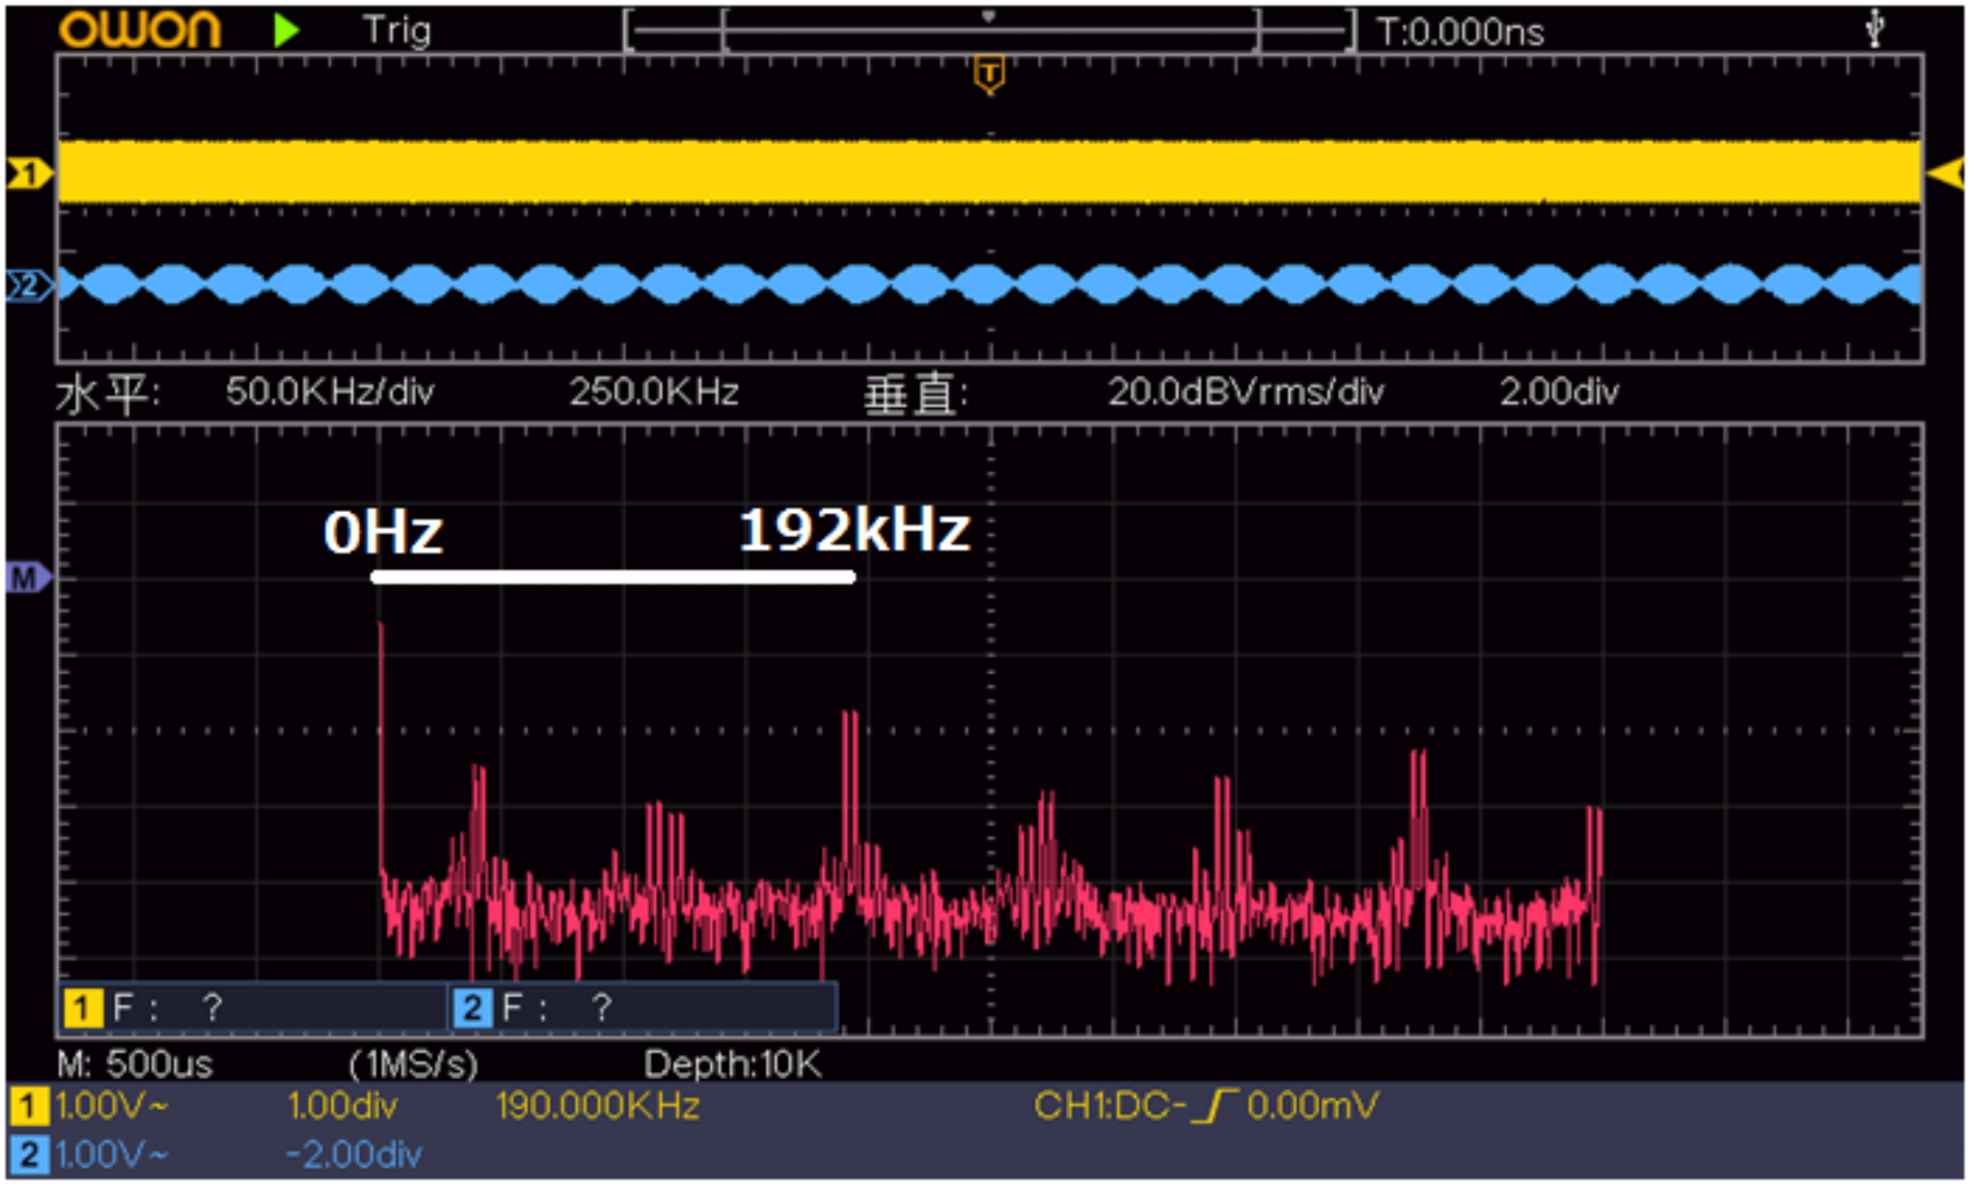 owon Trig T:0.000ns
T
1
2
水平: 50.0KHz/div 250.0KHz 垂直: 20.0dBVrms/div 2.00div
0Hz 192kHz
M
1 F : ? 2 F : ?
M: 500us (1MS/s) Depth:10K
1 1.00V~ 1.00div 190.000KHz CH1:DC- 0.00mV
2 1.00V~ -2.00div